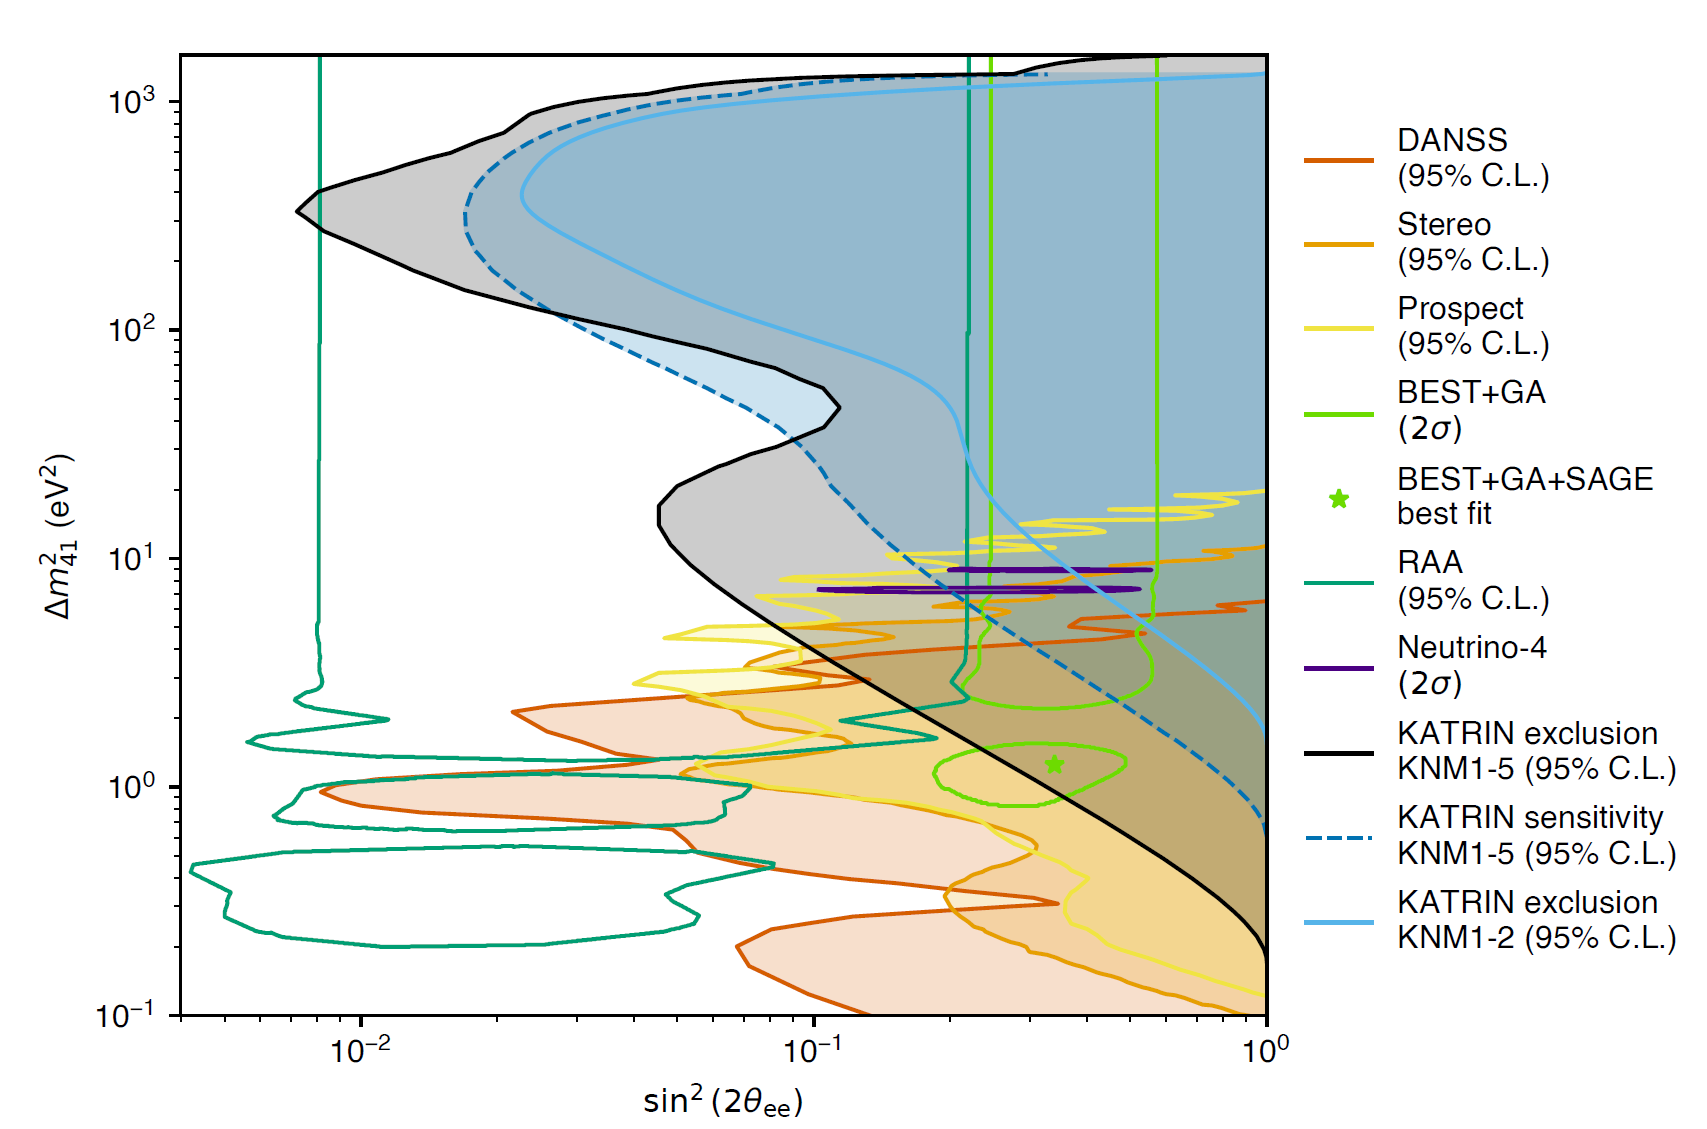 10³
10²
10¹
10⁰
10⁻¹
Δm²₄₁ (eV²)
10⁻²
10⁻¹
10⁰
sin² (2θₑₑ)
DANSS
(95% C.L.)
Stereo
(95% C.L.)
Prospect
(95% C.L.)
BEST+GA
(2σ)
BEST+GA+SAGE
best fit
RAA
(95% C.L.)
Neutrino-4
(2σ)
KATRIN exclusion
KNM1-5 (95% C.L.)
KATRIN sensitivity
KNM1-5 (95% C.L.)
KATRIN exclusion
KNM1-2 (95% C.L.)